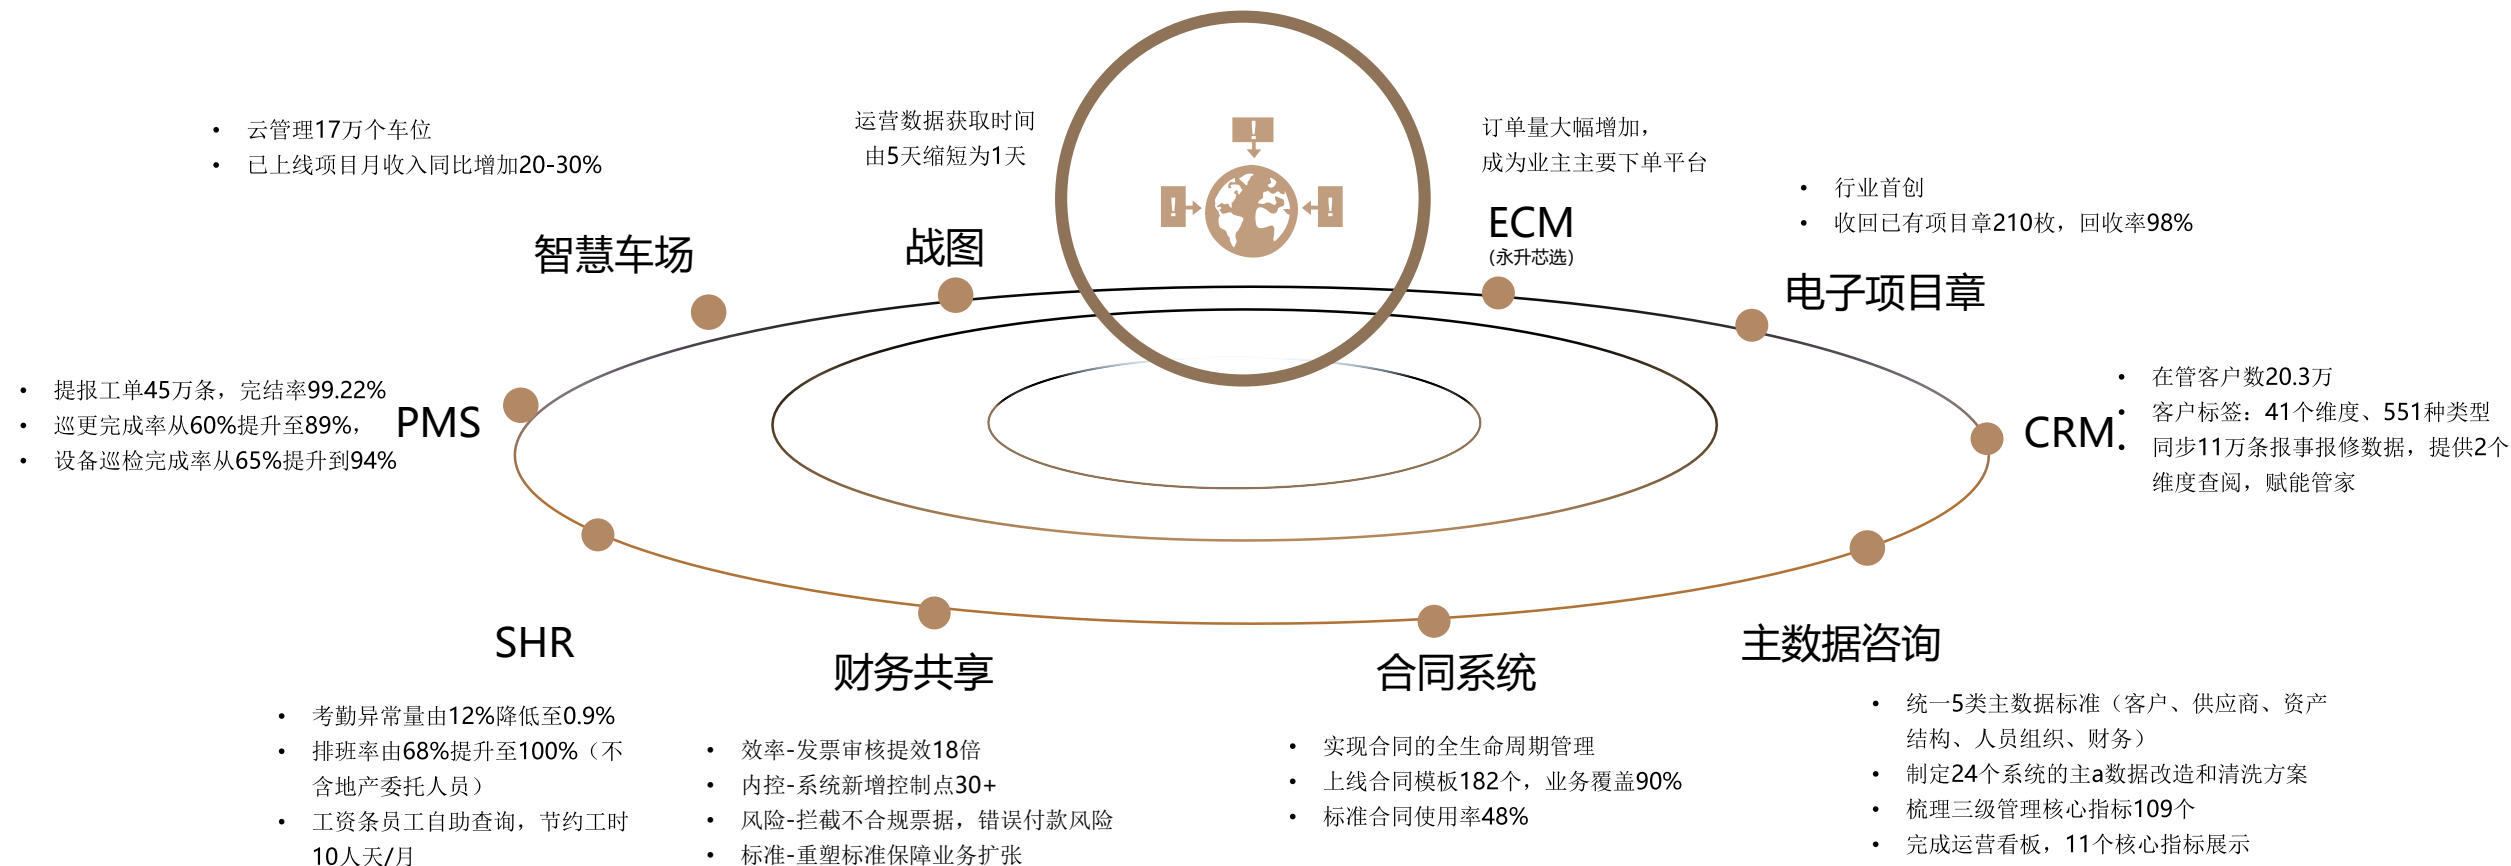 • 云管理17万个车位
• 已上线项目月收入同比增加20-30%
智慧车场
运营数据获取时间
由5天缩短为1天
战图
!
!
!
订单量大幅增加，
成为业主主要下单平台
ECM
(永升芯选)
• 行业首创
• 收回已有项目章210枚，回收率98%
电子项目章
• 提报工单45万条，完结率99.22%
• 巡更完成率从60%提升至89%，
• 设备巡检完成率从65%提升到94%
PMS
CRM
• 在管客户数20.3万
• 客户标签：41个维度、551种类型
• 同步11万条报事报修数据，提供2个
维度查阅，赋能管家
SHR
• 考勤异常量由12%降低至0.9%
• 排班率由68%提升至100%（不
含地产委托人员）
• 工资条员工自助查询，节约工时
10人天/月
财务共享
• 效率-发票审核提效18倍
• 内控-系统新增控制点30+
• 风险-拦截不合规票据，错误付款风险
• 标准-重塑标准保障业务扩张
合同系统
• 实现合同的全生命周期管理
• 上线合同模板182个，业务覆盖90%
• 标准合同使用率48%
主数据咨询
• 统一5类主数据标准（客户、供应商、资产
结构、人员组织、财务）
• 制定24个系统的主a数据改造和清洗方案
• 梳理三级管理核心指标109个
• 完成运营看板，11个核心指标展示